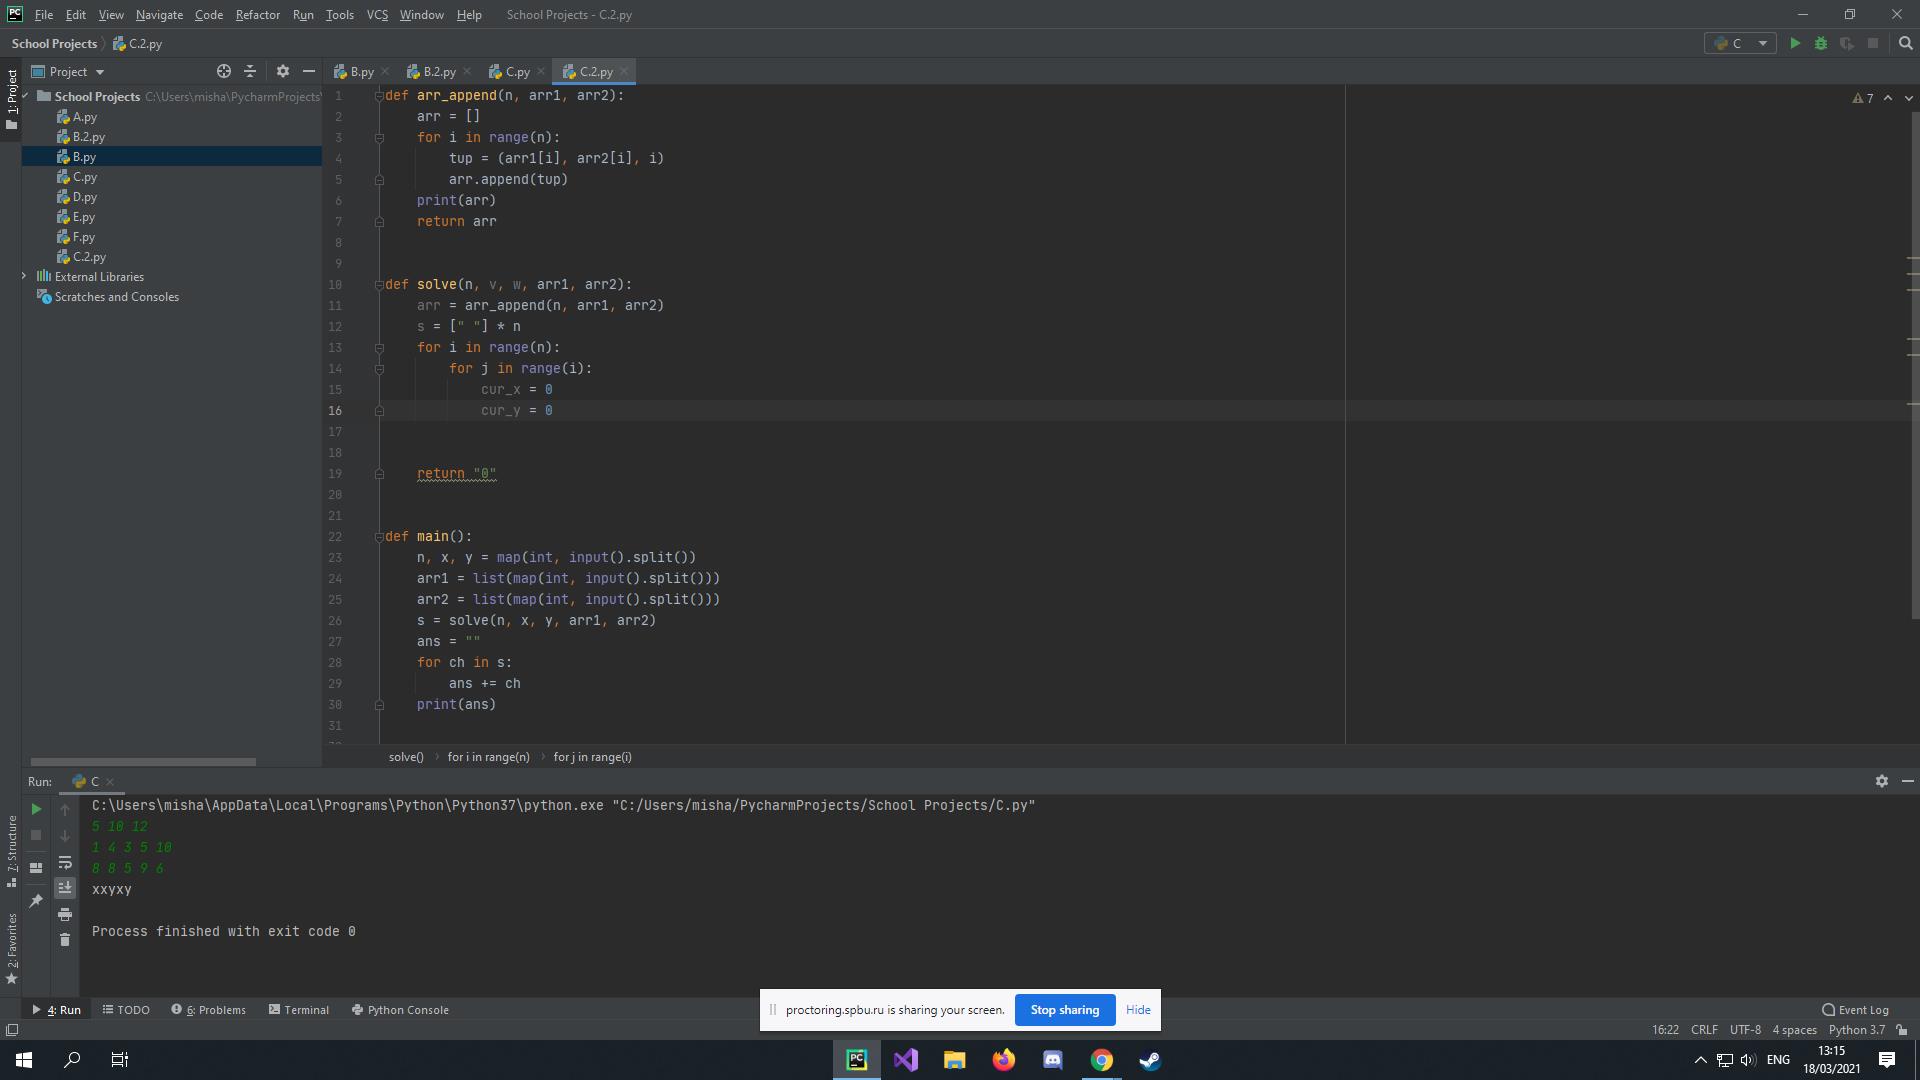 PC File Edit View Navigate Code Refactor Run Tools VCS Window Help School Projects - C.2.py
School Projects C.2.py C
1: Project
Project B.py B.2.py C.py C.2.py
School Projects C:\Users\misha\PycharmProjects\
A.py
B.2.py
B.py
C.py
D.py
E.py
F.py
C.2.py
External Libraries
Scratches and Consoles
7
1 def arr_append(n, arr1, arr2):
2 arr = []
3 for i in range(n):
4 tup = (arr1[i], arr2[i], i)
5 arr.append(tup)
6 print(arr)
7 return arr
8
9
10 def solve(n, v, w, arr1, arr2):
11 arr = arr_append(n, arr1, arr2)
12 s = [" "] * n
13 for i in range(n):
14 for j in range(i):
15 cur_x = 0
16 cur_y = 0
17
18
19 return "0"
20
21
22 def main():
23 n, x, y = map(int, input().split())
24 arr1 = list(map(int, input().split()))
25 arr2 = list(map(int, input().split()))
26 s = solve(n, x, y, arr1, arr2)
27 ans = ""
28 for ch in s:
29 ans += ch
30 print(ans)
31
solve() for i in range(n) for j in range(i)
Run: C
C:\Users\misha\AppData\Local\Programs\Python\Python37\python.exe "C:/Users/misha/PycharmProjects/School Projects/C.py"
5 10 12
1 4 3 5 10
8 8 5 9 6
xxyxy
Process finished with exit code 0
7: Structure
2: Favorites
proctoring.spbu.ru is sharing your screen. Stop sharing Hide
4: Run TODO 6: Problems Terminal Python Console Event Log
16:22 CRLF UTF-8 4 spaces Python 3.7
PC ENG 13:15
18/03/2021